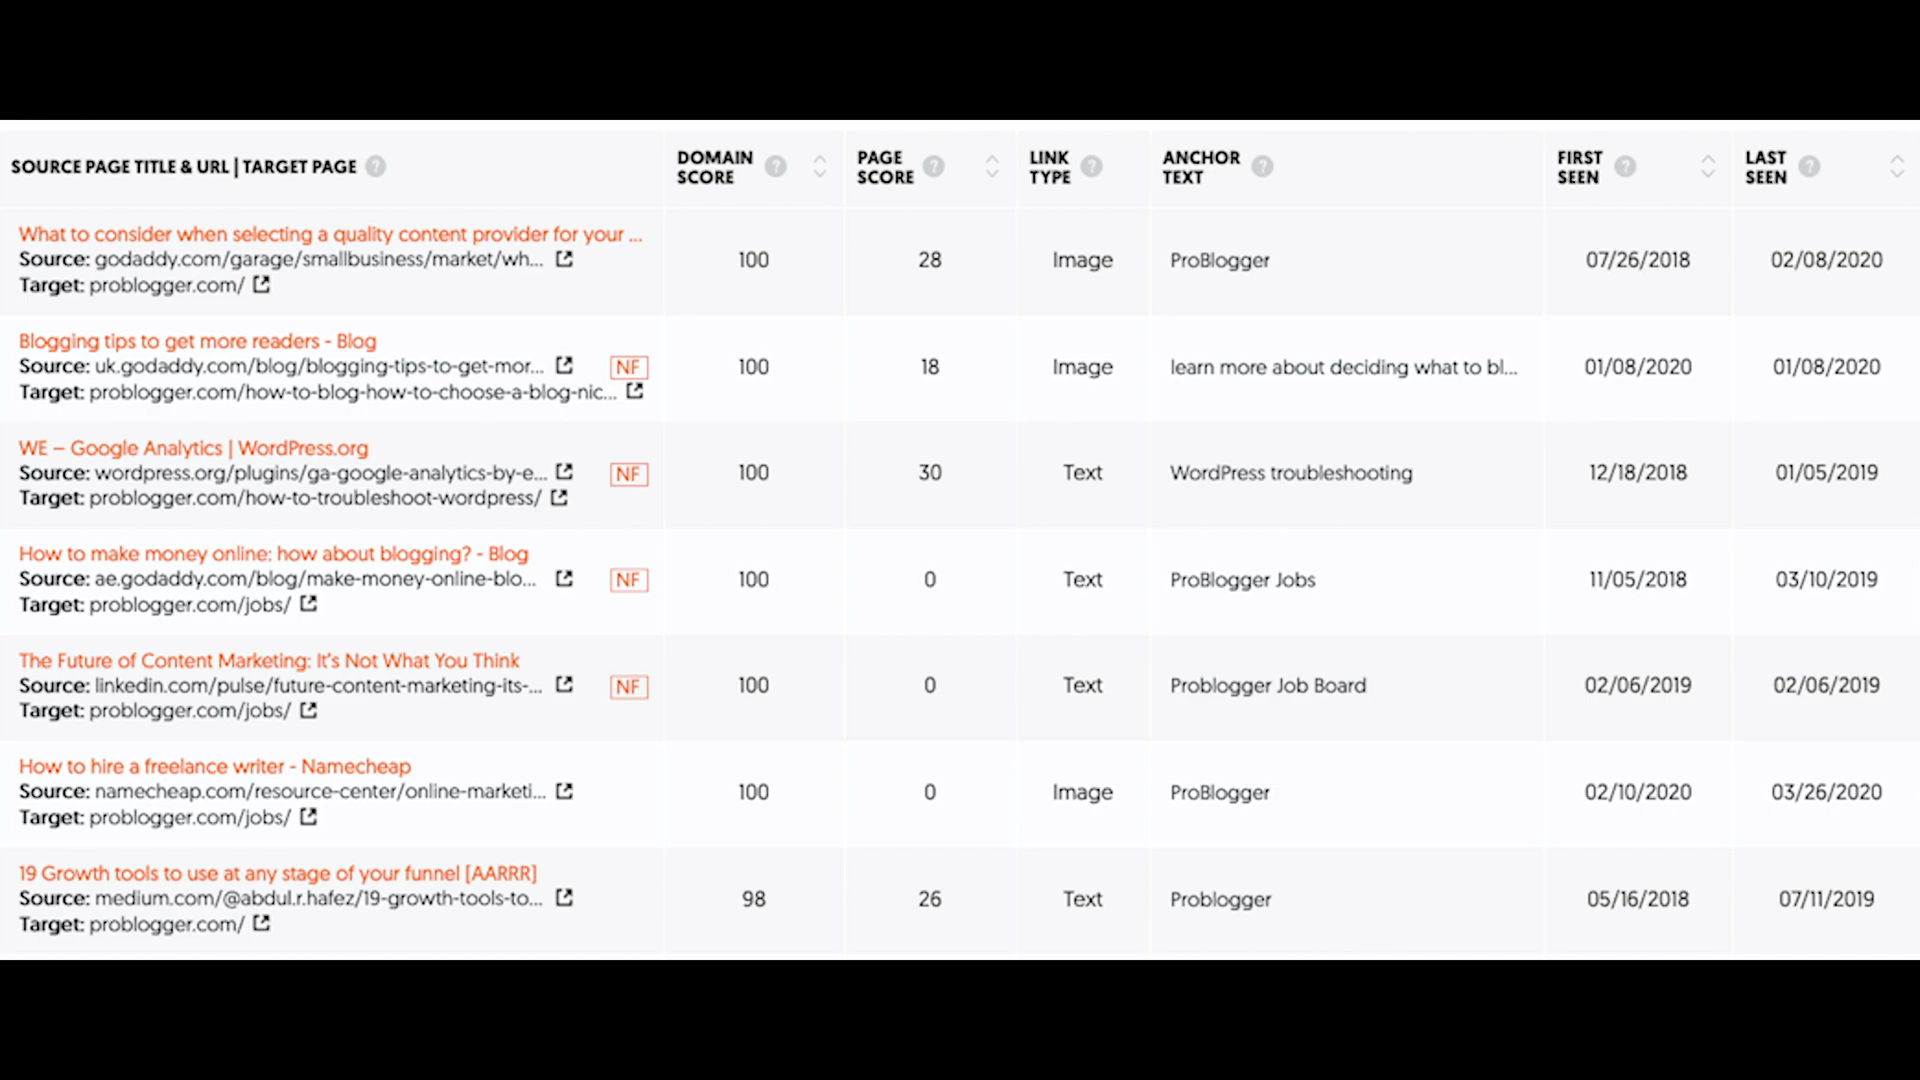 SOURCE PAGE TITLE & URL | TARGET PAGE ?
DOMAIN SCORE ?
PAGE SCORE ?
LINK TYPE ?
ANCHOR TEXT ?
FIRST SEEN ?
LAST SEEN ?
What to consider when selecting a quality content provider for your ...
Source: godaddy.com/garage/smallbusiness/market/wh...
Target: problogger.com/
100
28
Image
ProBlogger
07/26/2018
02/08/2020
Blogging tips to get more readers - Blog
Source: uk.godaddy.com/blog/blogging-tips-to-get-mor...
NF
Target: problogger.com/how-to-blog-how-to-choose-a-blog-nic...
100
18
Image
learn more about deciding what to bl...
01/08/2020
01/08/2020
WE – Google Analytics | WordPress.org
Source: wordpress.org/plugins/ga-google-analytics-by-e...
NF
Target: problogger.com/how-to-troubleshoot-wordpress/
100
30
Text
WordPress troubleshooting
12/18/2018
01/05/2019
How to make money online: how about blogging? - Blog
Source: ae.godaddy.com/blog/make-money-online-blo...
NF
Target: problogger.com/jobs/
100
0
Text
ProBlogger Jobs
11/05/2018
03/10/2019
The Future of Content Marketing: It's Not What You Think
Source: linkedin.com/pulse/future-content-marketing-its-...
NF
Target: problogger.com/jobs/
100
0
Text
Problogger Job Board
02/06/2019
02/06/2019
How to hire a freelance writer - Namecheap
Source: namecheap.com/resource-center/online-marketi...
Target: problogger.com/jobs/
100
0
Image
ProBlogger
02/10/2020
03/26/2020
19 Growth tools to use at any stage of your funnel [AARRR]
Source: medium.com/@abdul.r.hafez/19-growth-tools-to...
Target: problogger.com/
98
26
Text
Problogger
05/16/2018
07/11/2019